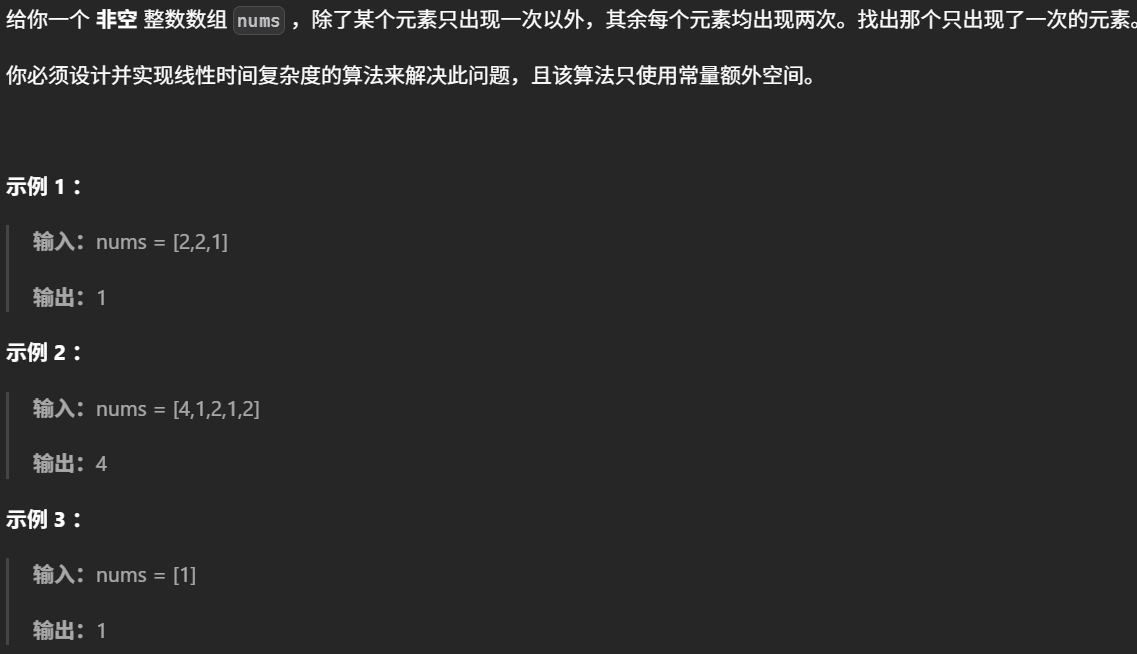 给你一个 非空 整数数组 nums ，除了某个元素只出现一次以外，其余每个元素均出现两次。找出那个只出现了一次的元素。
你必须设计并实现线性时间复杂度的算法来解决此问题，且该算法只使用常量额外空间。
示例 1 ：
输入：nums = [2,2,1]
输出：1
示例 2 ：
输入：nums = [4,1,2,1,2]
输出：4
示例 3 ：
输入：nums = [1]
输出：1